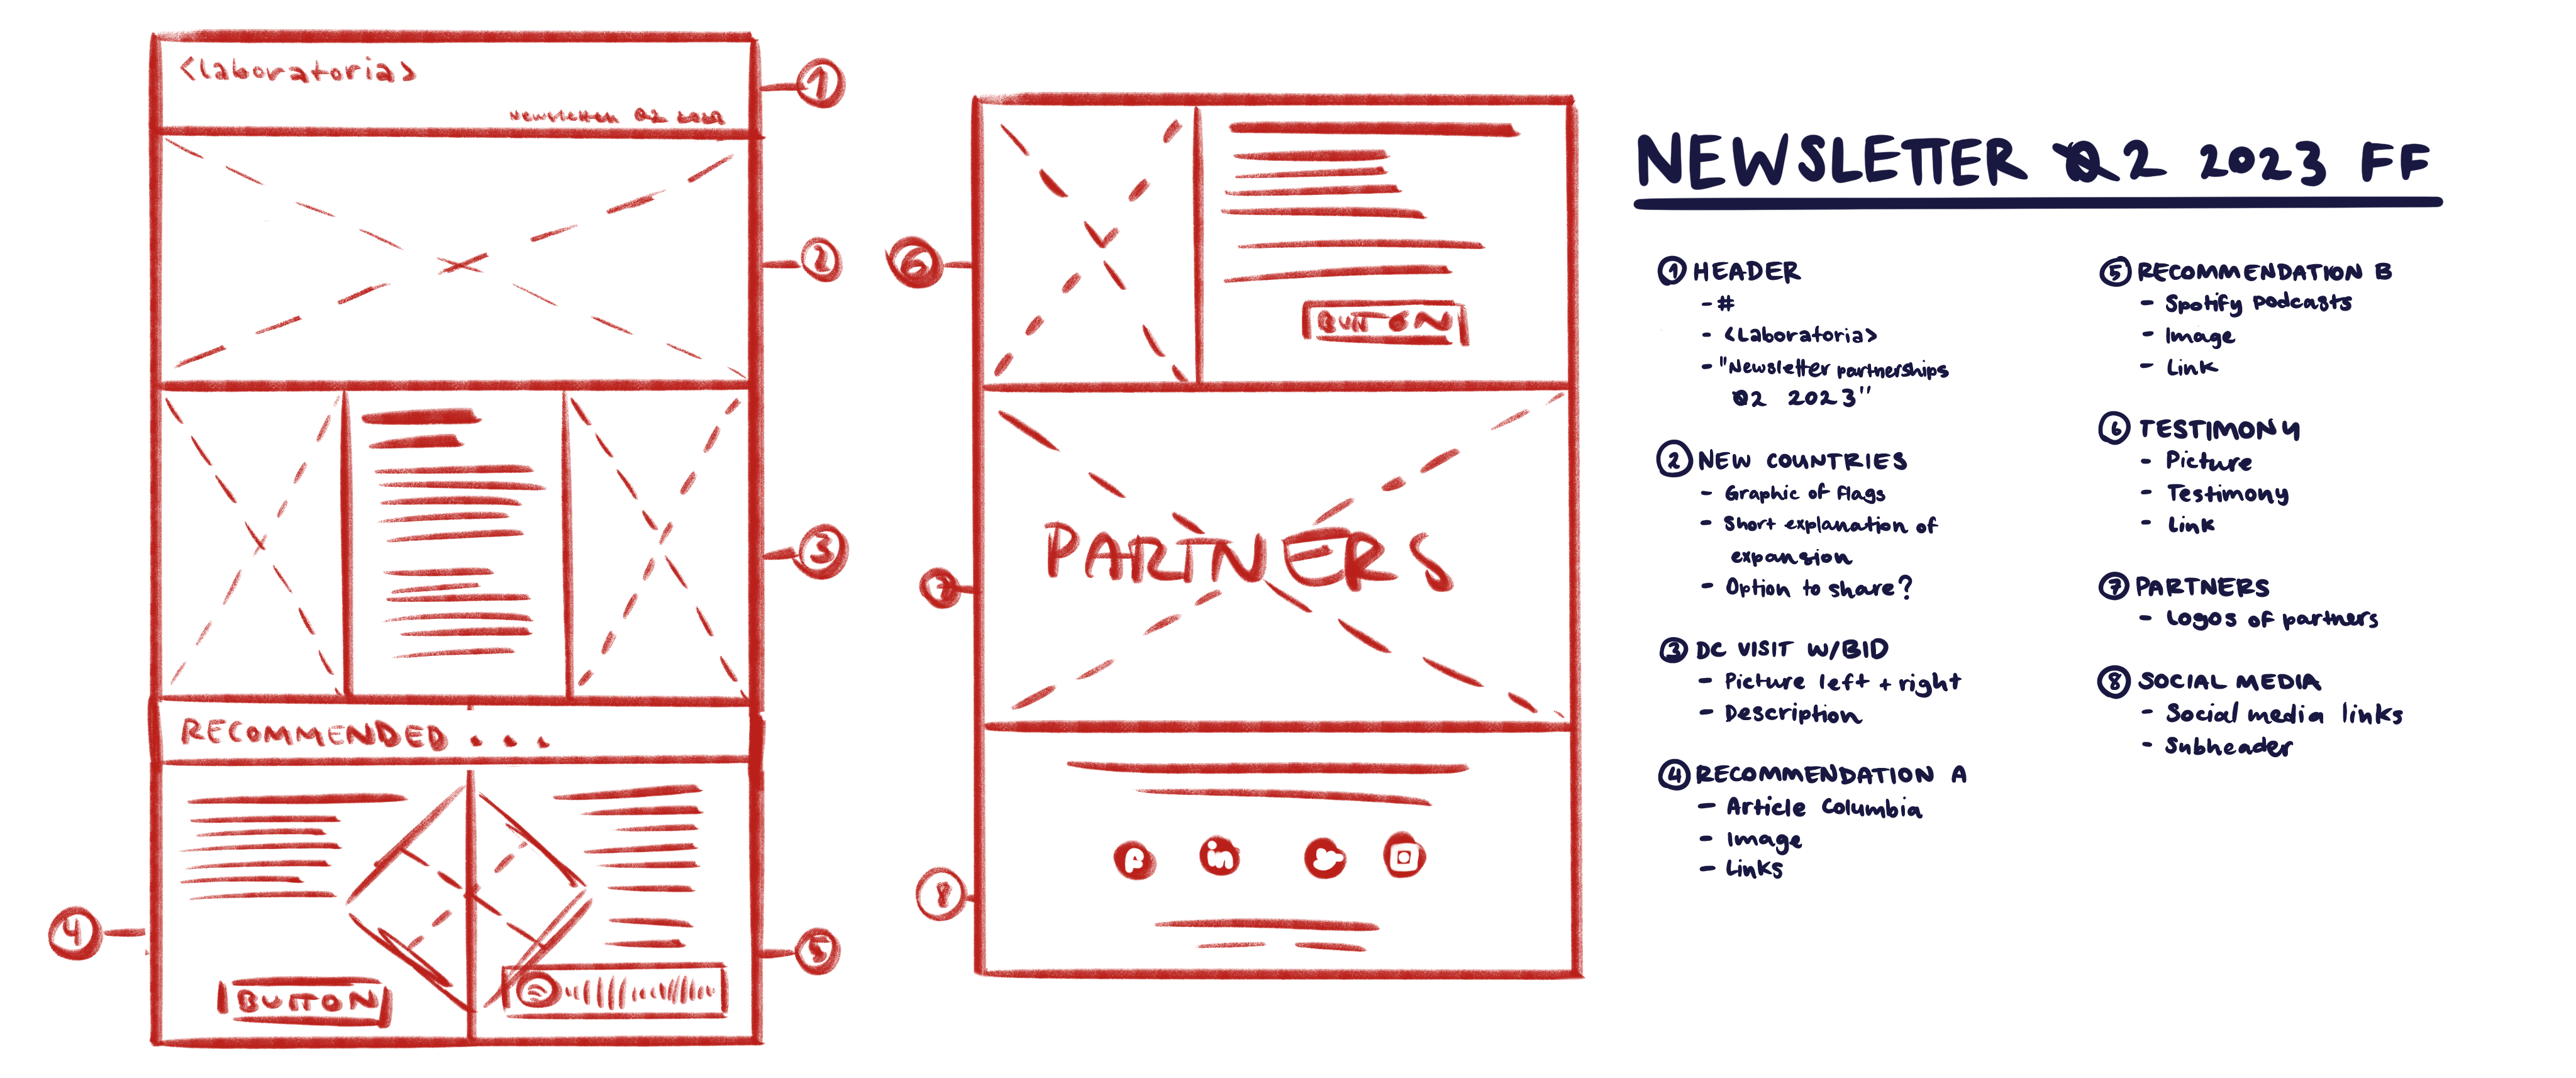 <laboratoria>
Newsletter Q2 2023
1
2
3
RECOMMENDED...
4
BUTTON
5
6
BUTTON
7
PARTNERS
8
in
NEWSLETTER Q2 2023 FF
1 HEADER
- #
- <Laboratoria>
- "Newsletter partnerships
Q2 2023"
2 NEW COUNTRIES
- Graphic of flags
- Short explanation of
expansion
- Option to share?
3 DC VISIT W/BID
- Picture left + right
- Description
4 RECOMMENDATION A
- Article Columbia
- Image
- Links
5 RECOMMENDATION B
- Spotify podcasts
- Image
- Link
6 TESTIMONY
- Picture
- Testimony
- Link
7 PARTNERS
- Logos of partners
8 SOCIAL MEDIA
- Social media links
- Subheader